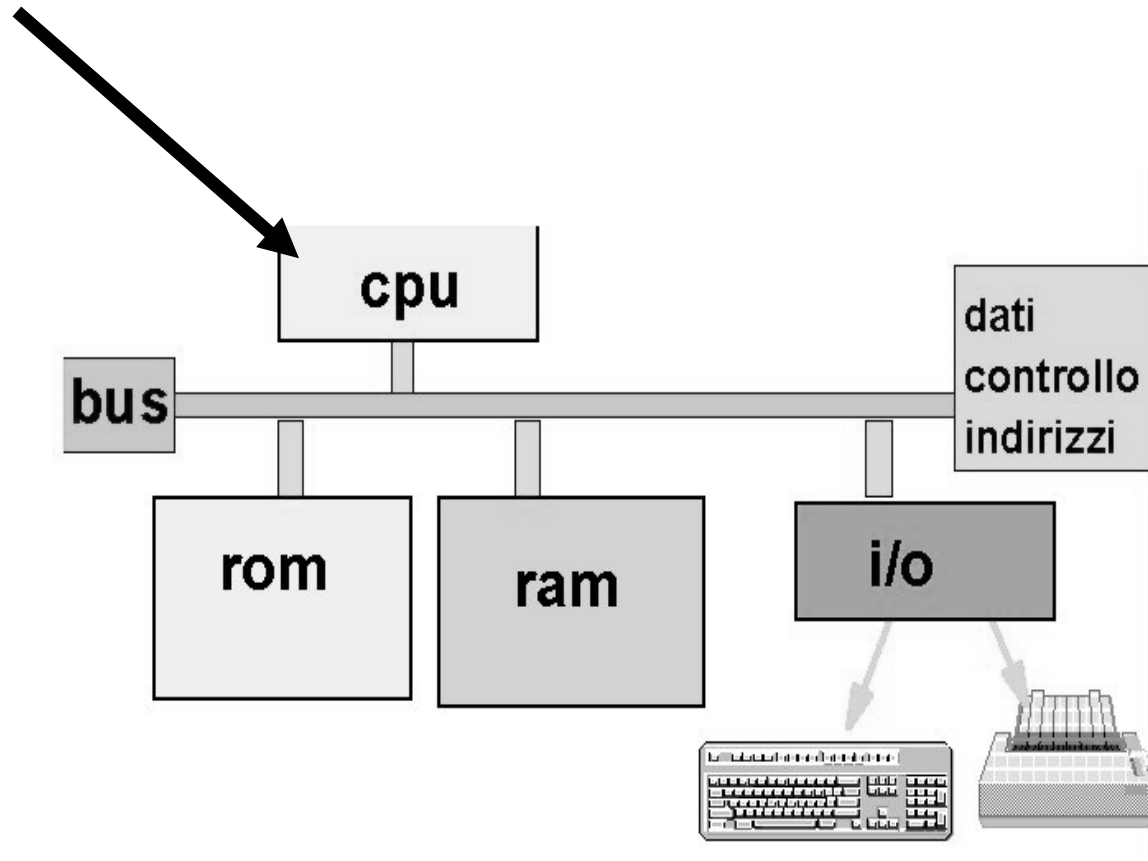 cpu
bus
dati
controllo
indirizzi
rom
ram
i/o